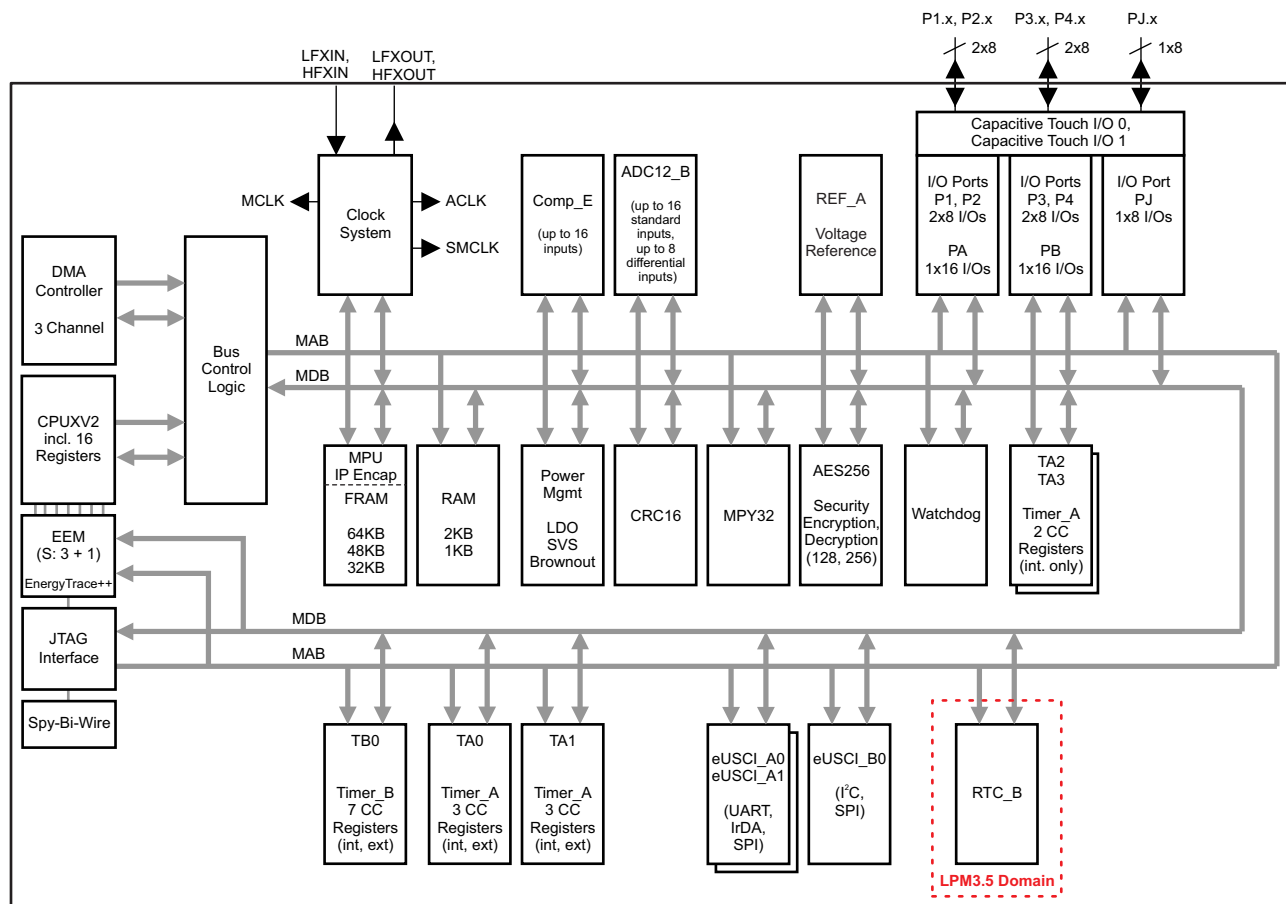 P1.x, P2.x
P3.x, P4.x
PJ.x
2x8
2x8
1x8
LFXIN,
HFXIN
LFXOUT,
HFXOUT
Capacitive Touch I/O 0,
Capacitive Touch I/O 1
MCLK
Clock
System
ACLK
SMCLK
Comp_E
(up to 16
inputs)
ADC12_B
(up to 16
standard
inputs,
up to 8
differential
inputs)
REF_A
Voltage
Reference
I/O Ports
P1, P2
2x8 I/Os
PA
1x16 I/Os
I/O Ports
P3, P4
2x8 I/Os
PB
1x16 I/Os
I/O Port
PJ
1x8 I/Os
DMA
Controller
3 Channel
Bus
Control
Logic
MAB
MDB
CPUXV2
incl. 16
Registers
MPU
IP Encap
FRAM
64KB
48KB
32KB
RAM
2KB
1KB
Power
Mgmt
LDO
SVS
Brownout
CRC16
MPY32
AES256
Security
Encryption,
Decryption
(128, 256)
Watchdog
TA2
TA3
Timer_A
2 CC
Registers
(int. only)
EEM
(S: 3 + 1)
EnergyTrace++
MDB
JTAG
Interface
MAB
Spy-Bi-Wire
TB0
Timer_B
7 CC
Registers
(int, ext)
TA0
Timer_A
3 CC
Registers
(int, ext)
TA1
Timer_A
3 CC
Registers
(int, ext)
eUSCI_A0
eUSCI_A1
(UART,
IrDA,
SPI)
eUSCI_B0
(I²C,
SPI)
RTC_B
LPM3.5 Domain